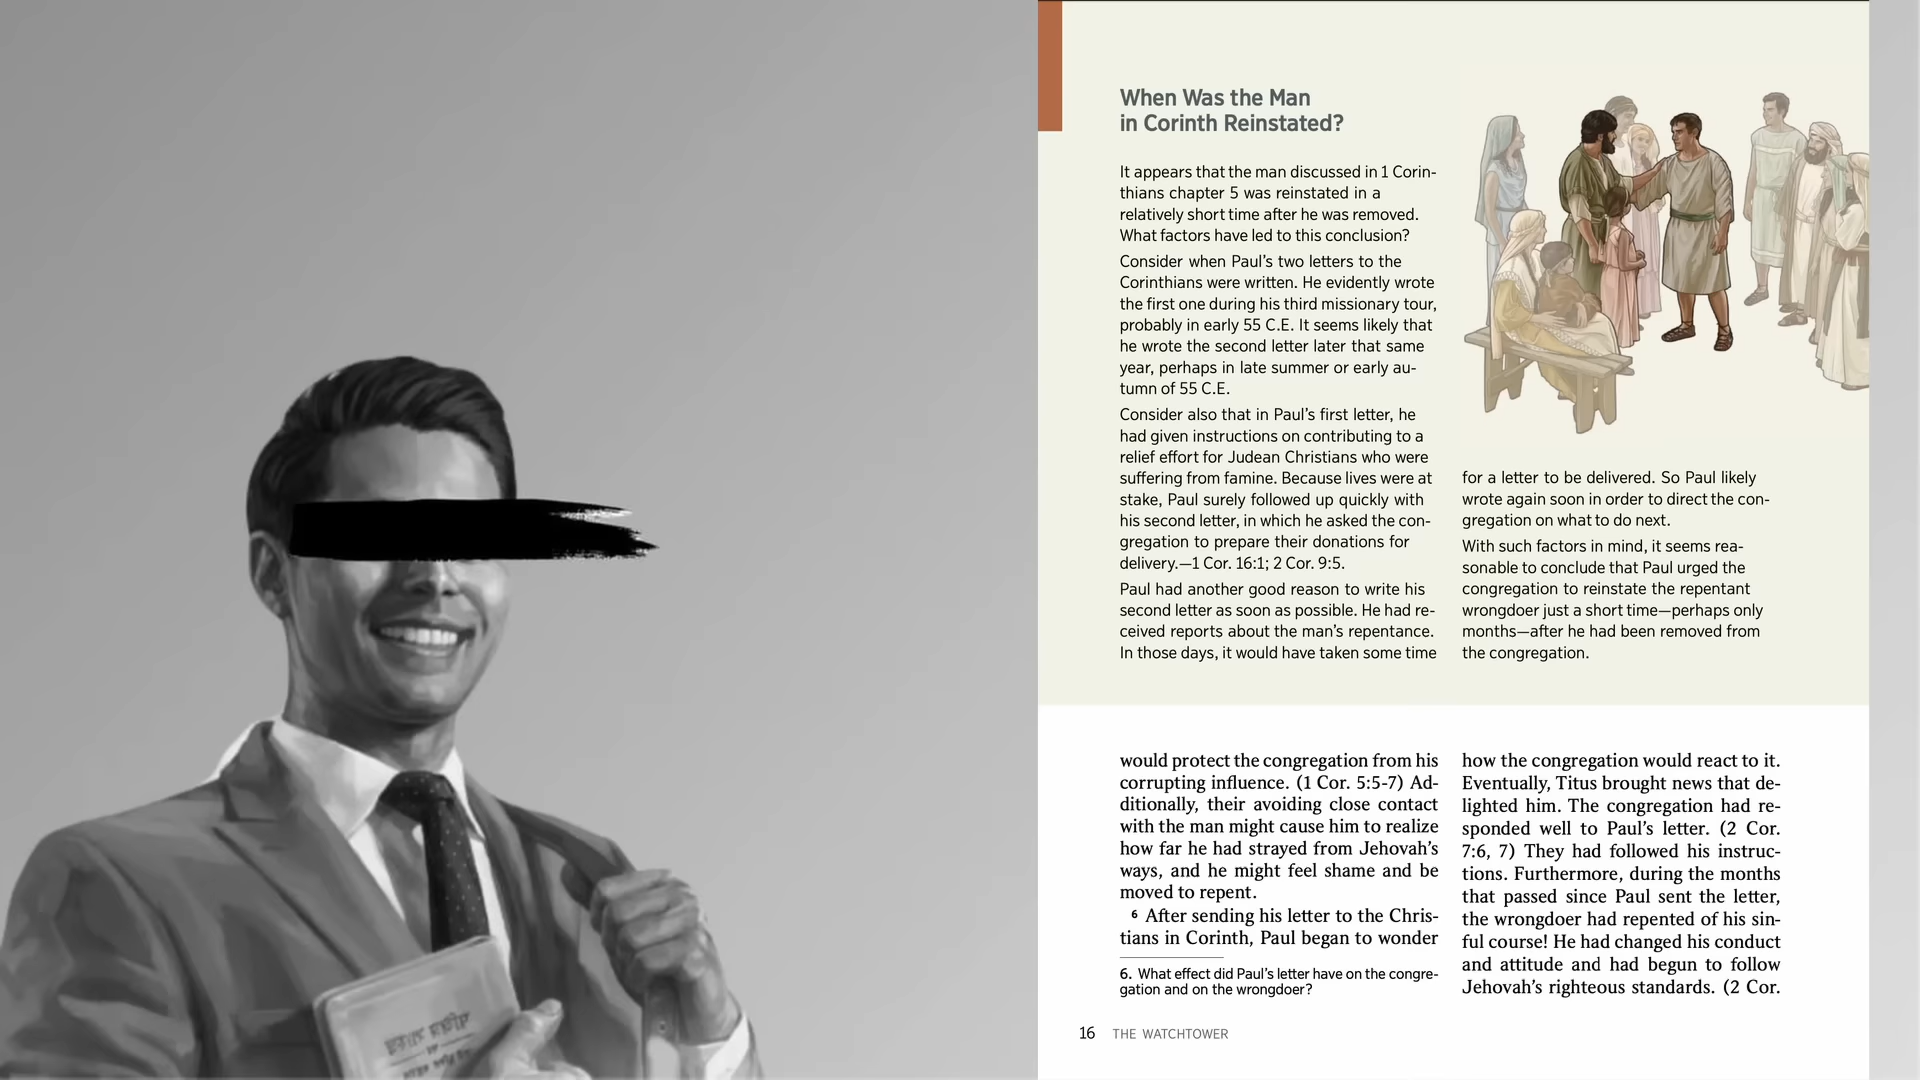 When Was the Man
in Corinth Reinstated?
It appears that the man discussed in 1 Corin-
thians chapter 5 was reinstated in a
relatively short time after he was removed.
What factors have led to this conclusion?
Consider when Paul's two letters to the
Corinthians were written. He evidently wrote
the first one during his third missionary tour,
probably in early 55 C.E. It seems likely that
he wrote the second letter later that same
year, perhaps in late summer or early au-
tumn of 55 C.E.
Consider also that in Paul's first letter, he
had given instructions on contributing to a
relief effort for Judean Christians who were
suffering from famine. Because lives were at
stake, Paul surely followed up quickly with
his second letter, in which he asked the con-
gregation to prepare their donations for
delivery.—1 Cor. 16:1; 2 Cor. 9:5.
Paul had another good reason to write his
second letter as soon as possible. He had re-
ceived reports about the man's repentance.
In those days, it would have taken some time
for a letter to be delivered. So Paul likely
wrote again soon in order to direct the con-
gregation on what to do next.
With such factors in mind, it seems rea-
sonable to conclude that Paul urged the
congregation to reinstate the repentant
wrongdoer just a short time—perhaps only
months—after he had been removed from
the congregation.
would protect the congregation from his
corrupting influence. (1 Cor. 5:5-7) Ad-
ditionally, their avoiding close contact
with the man might cause him to realize
how far he had strayed from Jehovah's
ways, and he might feel shame and be
moved to repent.
6 After sending his letter to the Chris-
tians in Corinth, Paul began to wonder
how the congregation would react to it.
Eventually, Titus brought news that de-
lighted him. The congregation had re-
sponded well to Paul's letter. (2 Cor.
7:6, 7) They had followed his instruc-
tions. Furthermore, during the months
that passed since Paul sent the letter,
the wrongdoer had repented of his sin-
ful course! He had changed his conduct
and attitude and had begun to follow
Jehovah's righteous standards. (2 Cor.
6. What effect did Paul's letter have on the congre-
gation and on the wrongdoer?
16 THE WATCHTOWER